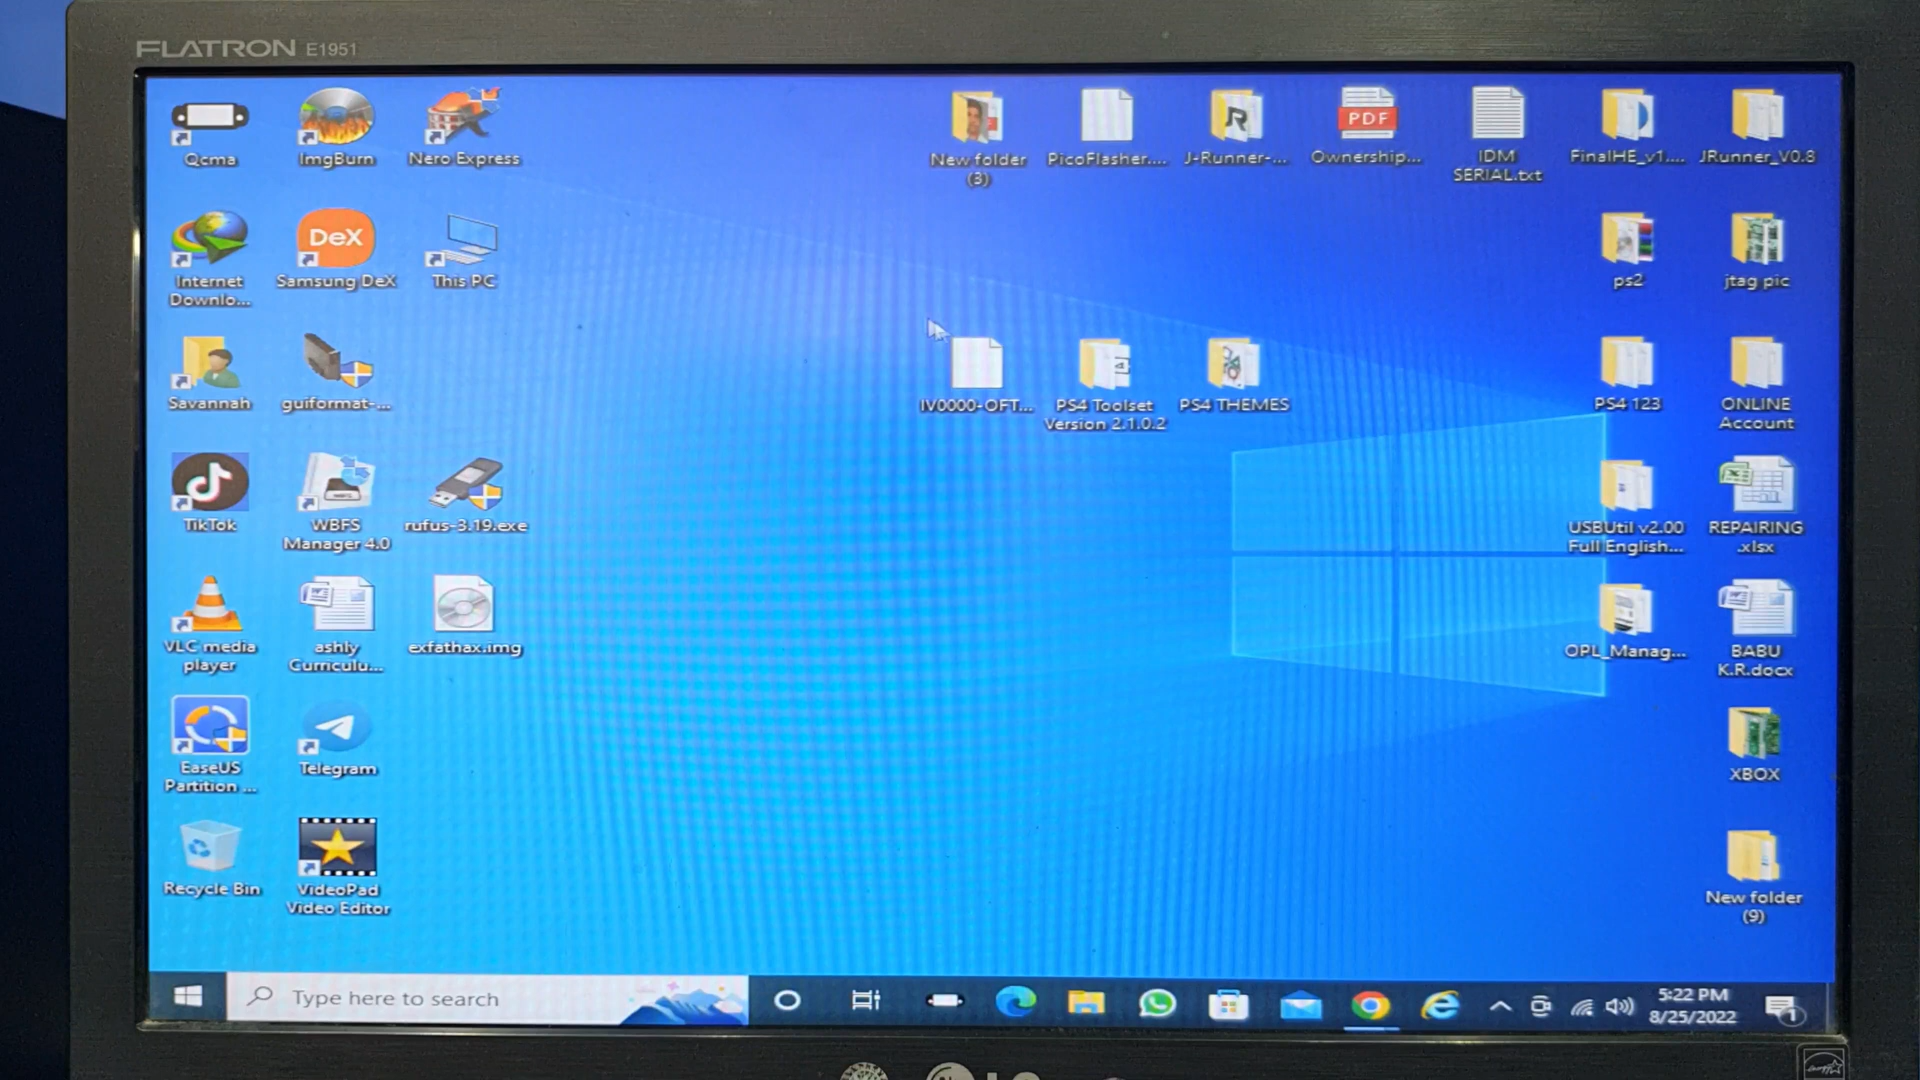 FLATRON E1951
Qcma
ImgBurn
Nero Express
New folder
(3)
PicoFlasher....
J-Runner-...
Ownership...
PDF
IDM
SERIAL.txt
FinalHE_v1....
JRunner_V0.8
Internet
Downlo...
DeX
Samsung DeX
This PC
ps2
jtag pic
Savannah
guiformat-...
IV0000-OFT...
PS4 Toolset
Version 2.1.0.2
PS4 THEMES
PS4 123
ONLINE
Account
TikTok
WBFS
Manager 4.0
rufus-3.19.exe
USBUtil v2.00
Full English...
REPAIRING
.xlsx
VLC media
player
ashly
Curriculu...
exfathax.img
OPL_Manag...
BABU
K.R.docx
EaseUS
Partition ...
Telegram
XBOX
Recycle Bin
VideoPad
Video Editor
New folder
(9)
Type here to search
5:22 PM
8/25/2022
1